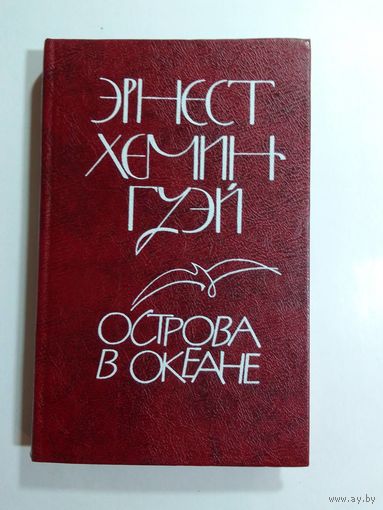 ЭРНЕСТ
ХЕМИН-
ГУЭЙ
ОСТРОВА
В ОКЕАНЕ
www.ay.by